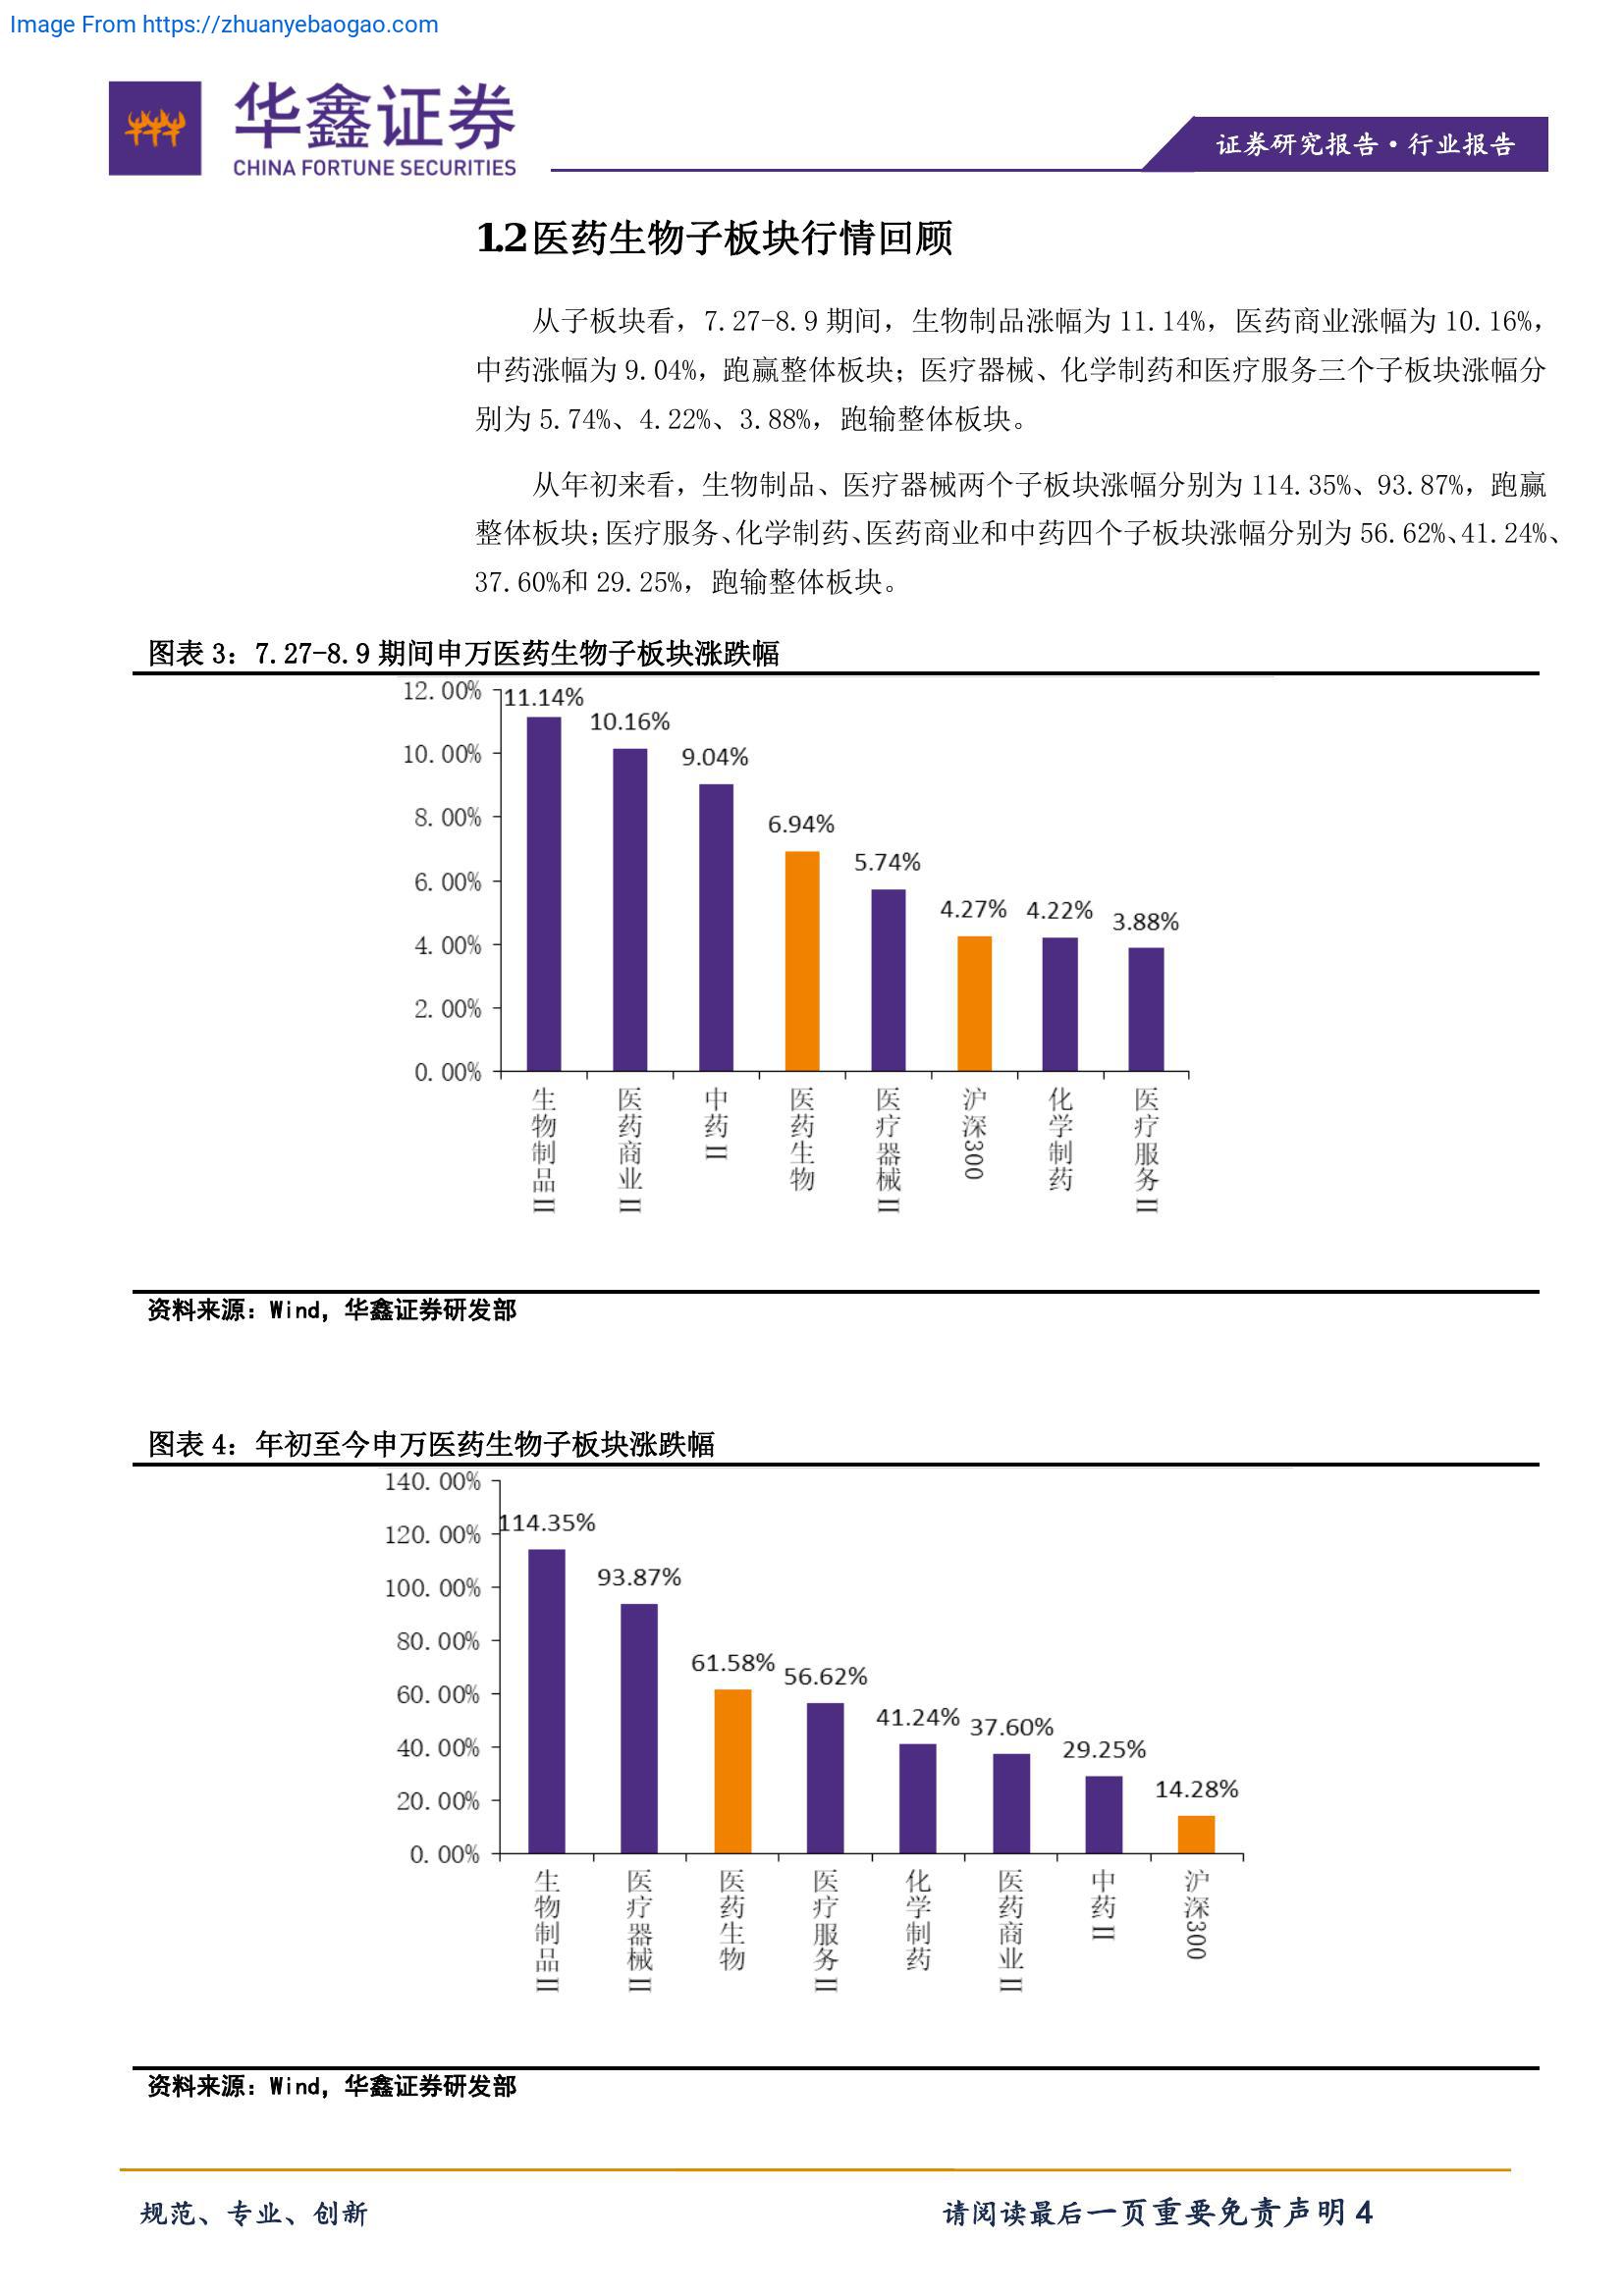 Image From https://zhuanyebaogao.com
华鑫证券
CHINA FORTUNE SECURITIES
证券研究报告·行业报告
1.2 医药生物子板块行情回顾
从子板块看，7.27-8.9 期间，生物制品涨幅为 11.14%，医药商业涨幅为 10.16%，
中药涨幅为 9.04%，跑赢整体板块；医疗器械、化学制药和医疗服务三个子板块涨幅分
别为 5.74%、4.22%、3.88%，跑输整体板块。
从年初来看，生物制品、医疗器械两个子板块涨幅分别为 114.35%、93.87%，跑赢
整体板块；医疗服务、化学制药、医药商业和中药四个子板块涨幅分别为 56.62%、41.24%、
37.60%和 29.25%，跑输整体板块。
图表 3：7.27-8.9 期间申万医药生物子板块涨跌幅
12.00%
10.00%
8.00%
6.00%
4.00%
2.00%
0.00%
11.14%
10.16%
9.04%
6.94%
5.74%
4.27%
4.22%
3.88%
生物制品II
医药商业II
中药II
医药生物
医疗器械II
沪深300
化学制药
医疗服务II
资料来源：Wind，华鑫证券研发部
图表 4：年初至今申万医药生物子板块涨跌幅
140.00%
120.00%
100.00%
80.00%
60.00%
40.00%
20.00%
0.00%
114.35%
93.87%
61.58%
56.62%
41.24%
37.60%
29.25%
14.28%
生物制品II
医疗器械II
医药生物
医疗服务II
化学制药
医药商业II
中药II
沪深300
资料来源：Wind，华鑫证券研发部
规范、专业、创新
请阅读最后一页重要免责声明 4